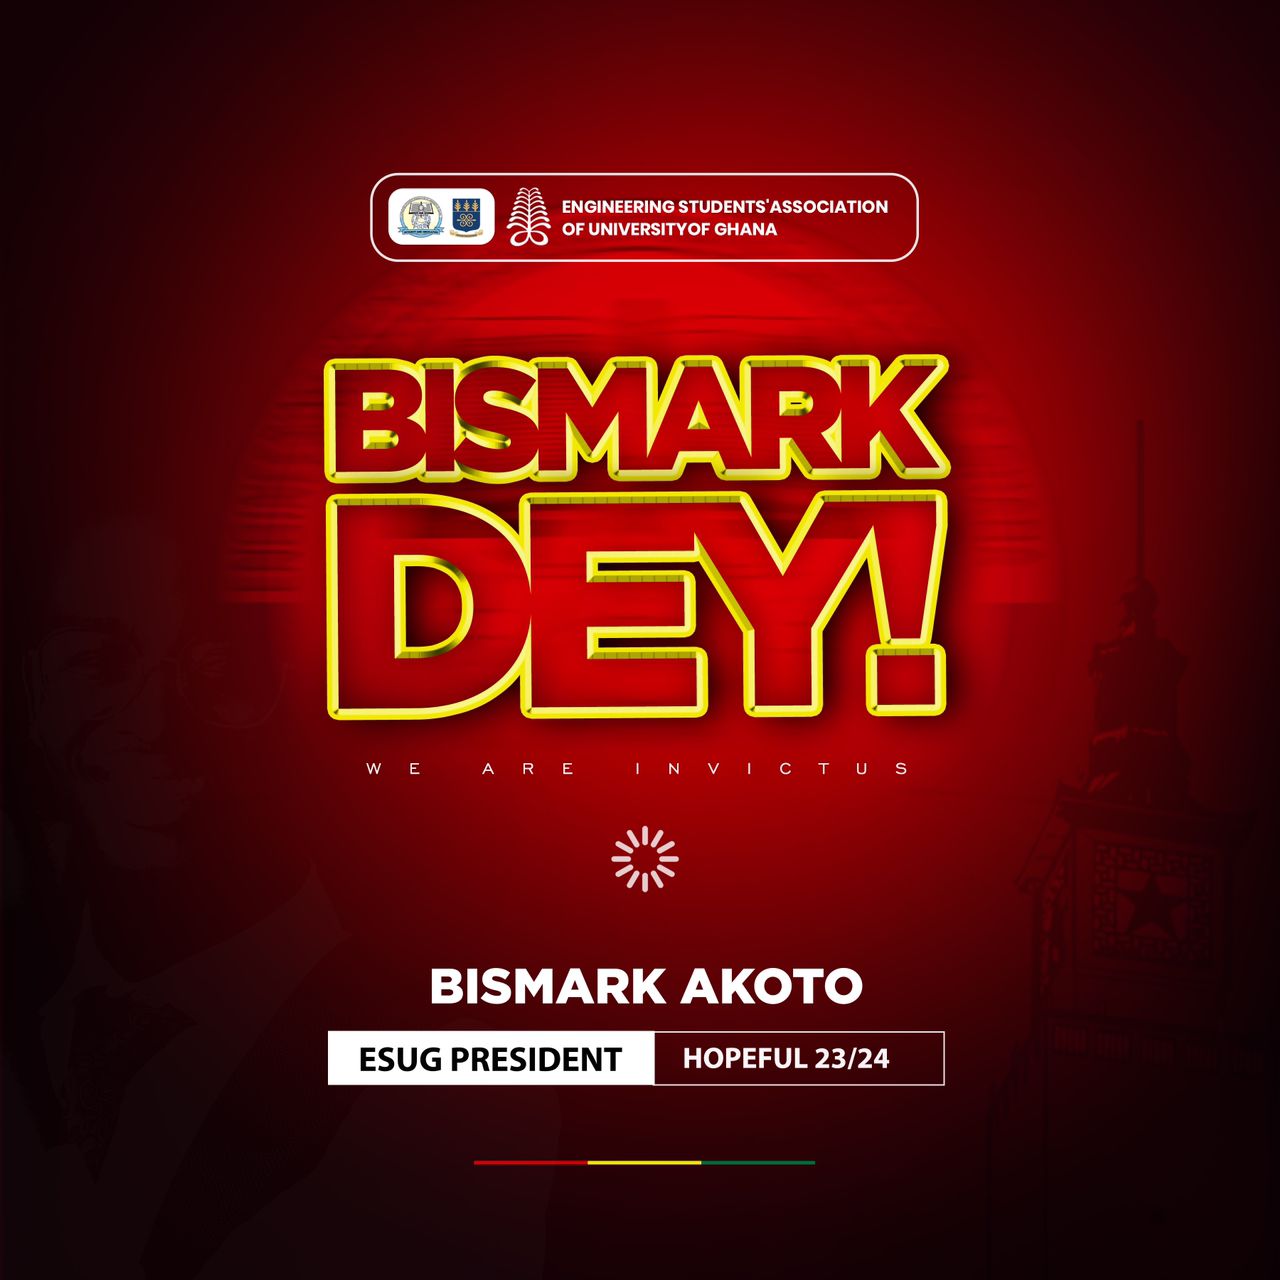 ENGINEERING STUDENTS'ASSOCIATION
OF UNIVERSITYOF GHANA
BISMARK
DEY!
WE ARE INVICTUS
BISMARK AKOTO
ESUG PRESIDENT HOPEFUL 23/24